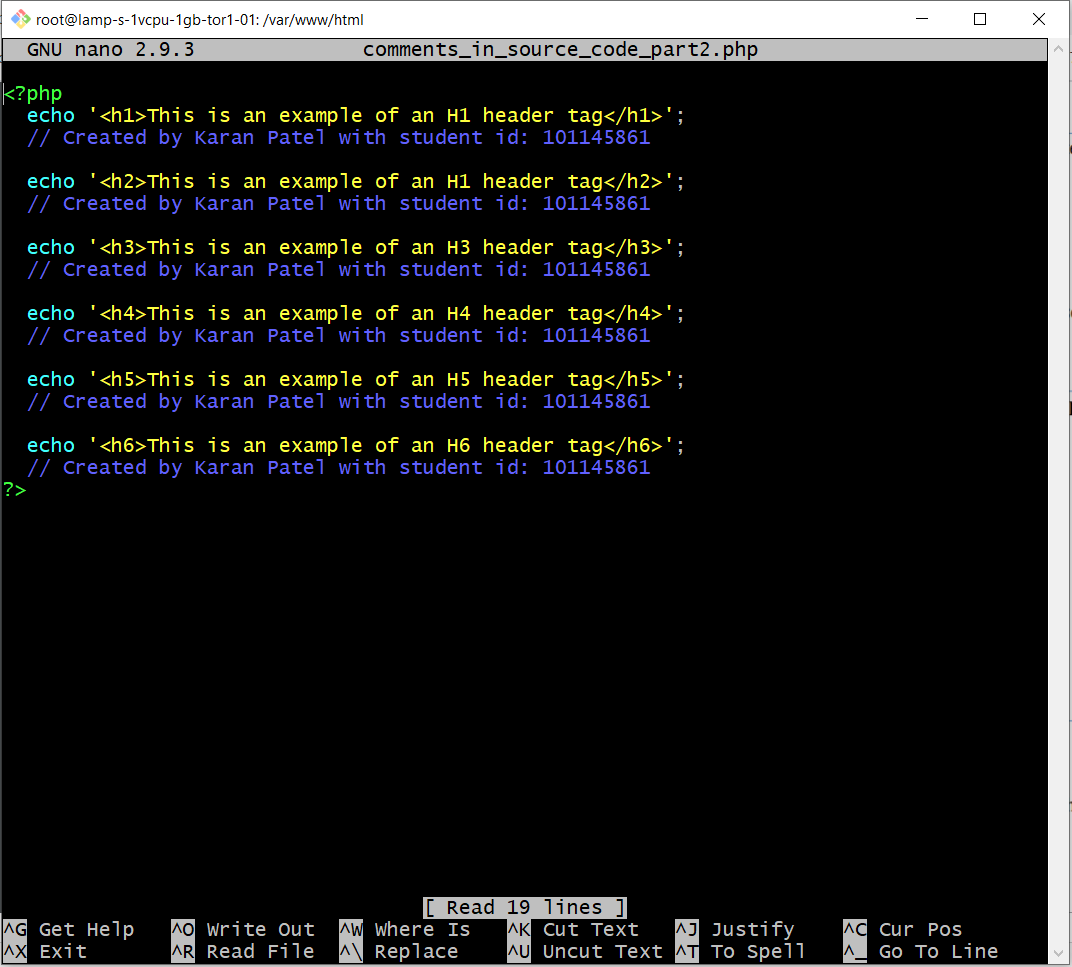 root@lamp-s-1vcpu-1gb-tor1-01: /var/www/html
GNU nano 2.9.3 comments_in_source_code_part2.php
<?php
echo '<h1>This is an example of an H1 header tag</h1>';
// Created by Karan Patel with student id: 101145861
echo '<h2>This is an example of an H1 header tag</h2>';
// Created by Karan Patel with student id: 101145861
echo '<h3>This is an example of an H3 header tag</h3>';
// Created by Karan Patel with student id: 101145861
echo '<h4>This is an example of an H4 header tag</h4>';
// Created by Karan Patel with student id: 101145861
echo '<h5>This is an example of an H5 header tag</h5>';
// Created by Karan Patel with student id: 101145861
echo '<h6>This is an example of an H6 header tag</h6>';
// Created by Karan Patel with student id: 101145861
?>
[ Read 19 lines ]
^G Get Help ^O Write Out ^W Where Is ^K Cut Text ^J Justify ^C Cur Pos
^X Exit ^R Read File ^\ Replace ^U Uncut Text ^T To Spell ^_ Go To Line